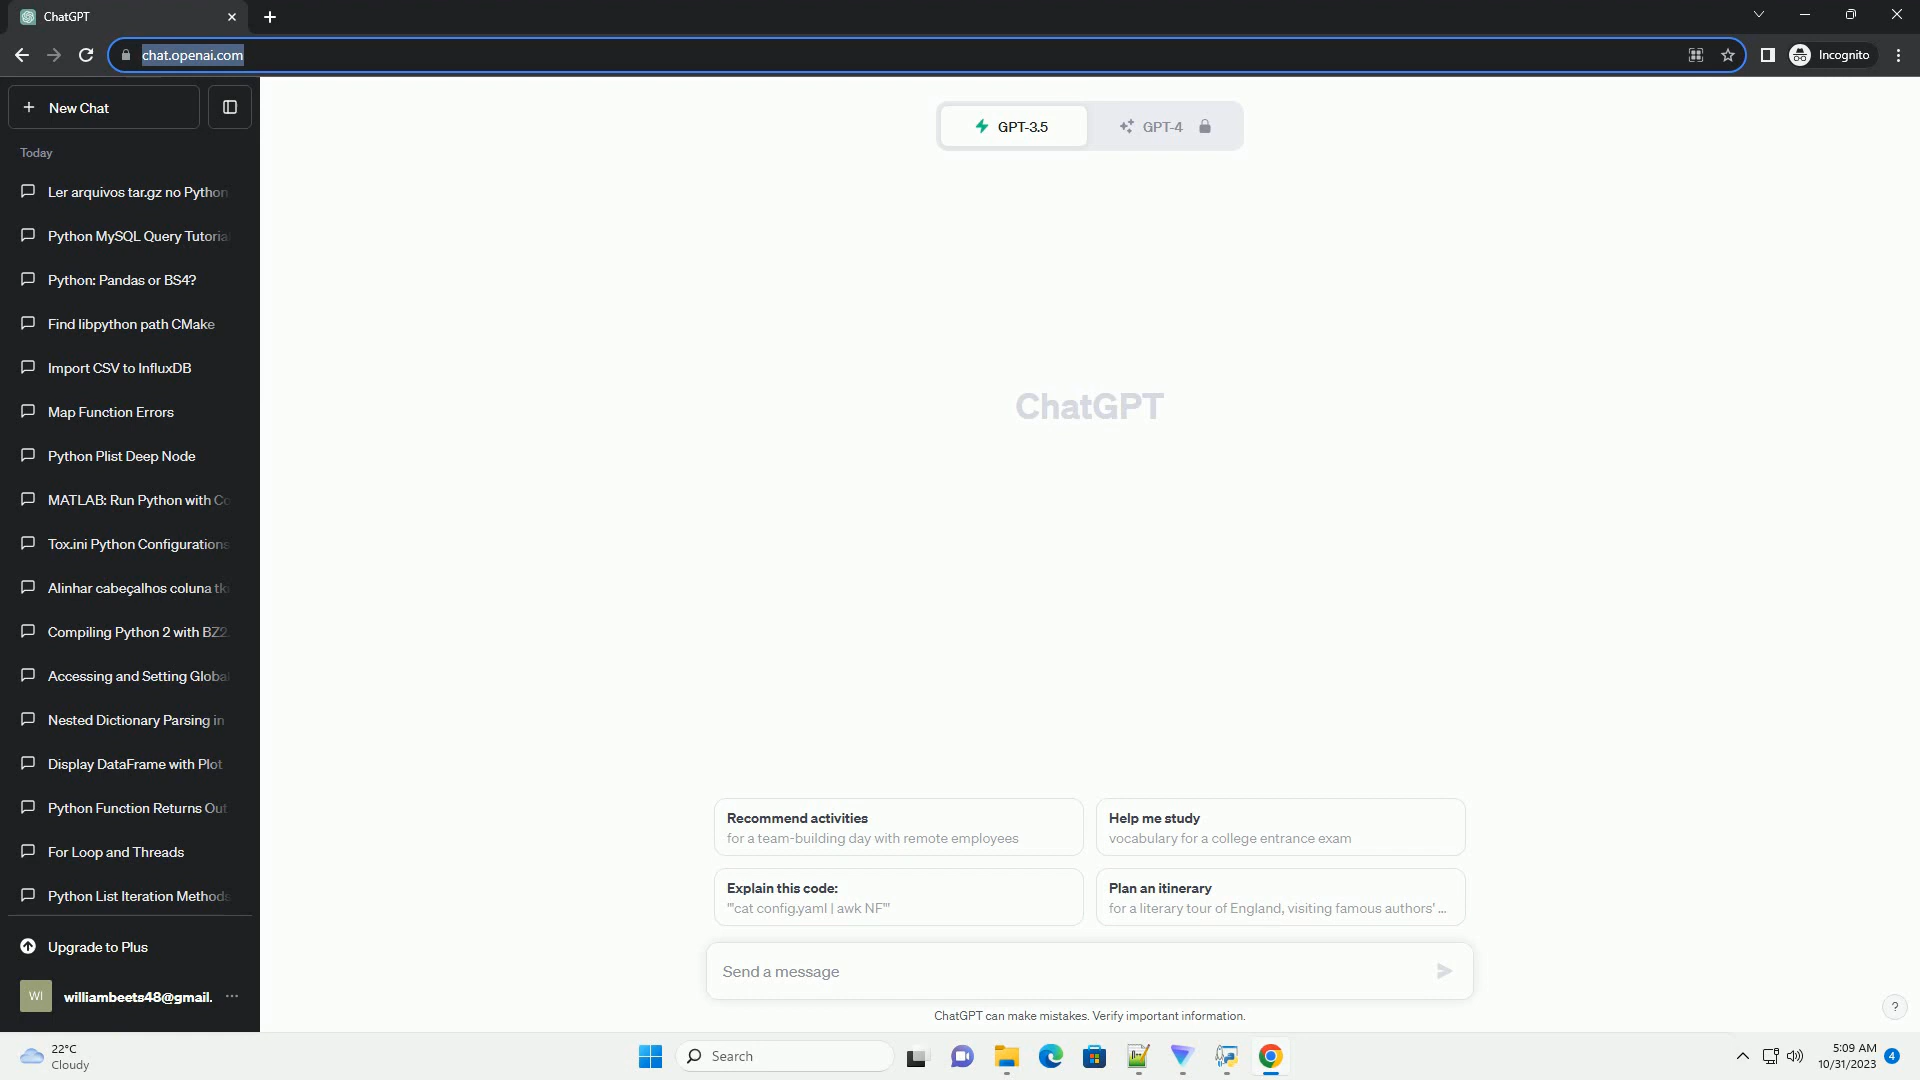 ChatGPT
chat.openai.com
Incognito
New Chat
GPT-3.5
GPT-4
Today
Ler arquivos tar.gz no Python
Python MySQL Query Tutoria
Python: Pandas or BS4?
Find libpython path CMake
Import CSV to InfluxDB
Map Function Errors
ChatGPT
Python Plist Deep Node
MATLAB: Run Python with Co
Tox.ini Python Configurations
Alinhar cabeçalhos coluna tk
Compiling Python 2 with BZ2
Accessing and Setting Global
Nested Dictionary Parsing in
Display DataFrame with Plot
Python Function Returns Out
For Loop and Threads
Python List Iteration Methods
Recommend activities
for a team-building day with remote employees
Help me study
vocabulary for a college entrance exam
Explain this code:
"'cat config.yaml | awk NF'"
Plan an itinerary
for a literary tour of England, visiting famous authors' ...
Upgrade to Plus
WI
williambeets48@gmail.
Send a message
ChatGPT can make mistakes. Verify important information.
?
22°C
Cloudy
Search
5:09 AM
10/31/2023
4